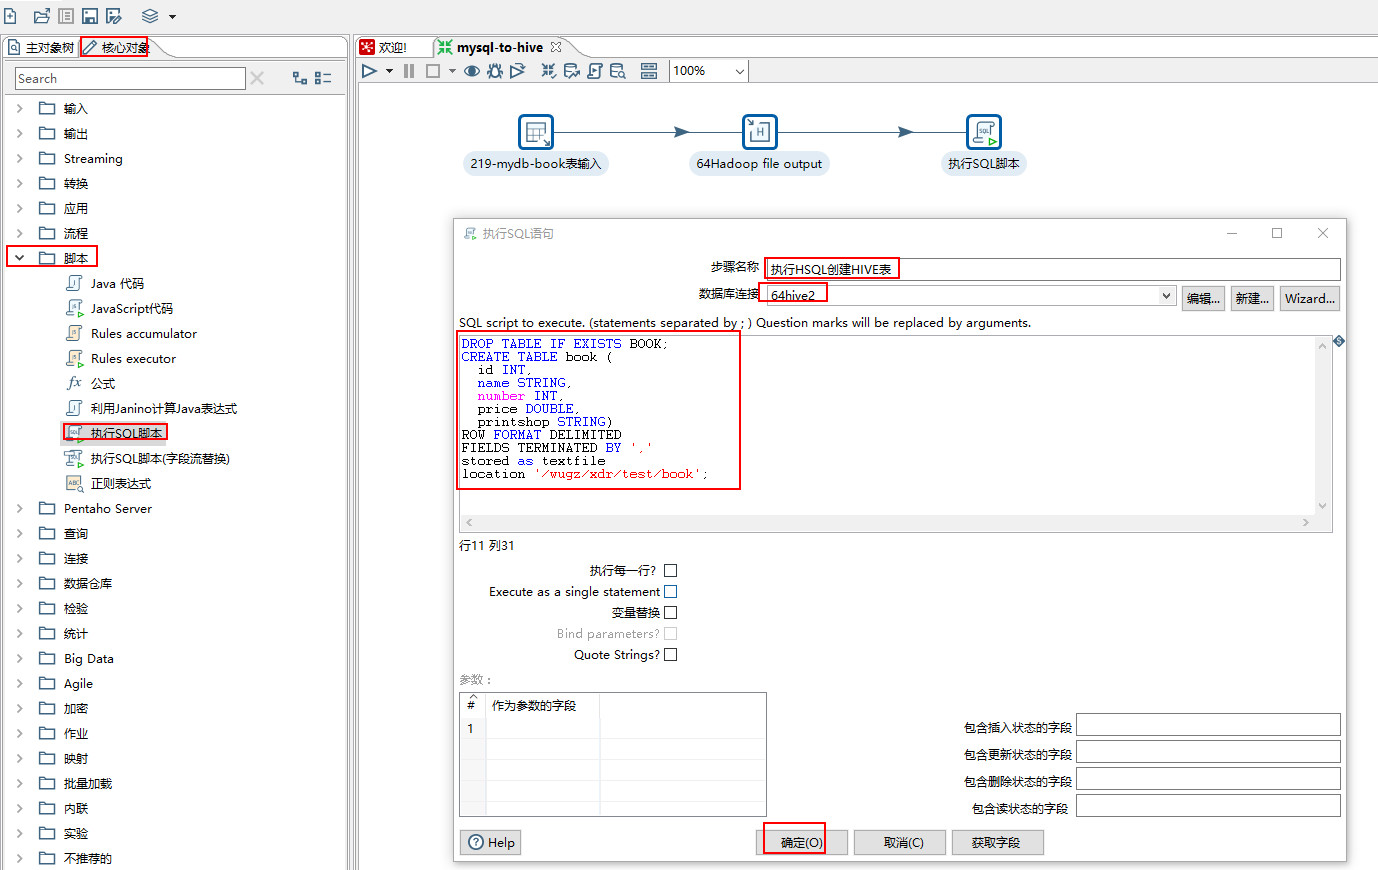 主对象树
核心对象
Search
输入
输出
Streaming
转换
应用
流程
脚本
Java 代码
JavaScript代码
Rules accumulator
Rules executor
公式
利用Janino计算Java表达式
执行SQL脚本
执行SQL脚本(字段流替换)
正则表达式
Pentaho Server
查询
连接
数据仓库
检验
统计
Big Data
Agile
加密
作业
映射
批量加载
内联
实验
不推荐的
欢迎!
mysql-to-hive
100%
219-mydb-book表输入
64Hadoop file output
执行SQL脚本
执行SQL语句
步骤名称 执行HSQL创建HIVE表
数据库连接 64hive2 编辑... 新建... Wizard...
SQL script to execute. (statements separated by ; ) Question marks will be replaced by arguments.
DROP TABLE IF EXISTS BOOK;
CREATE TABLE book (
id INT,
name STRING,
number INT,
price DOUBLE,
printshop STRING)
ROW FORMAT DELIMITED
FIELDS TERMINATED BY ','
stored as textfile
location '/wugz/xdr/test/book';
行11 列31
执行每一行?
Execute as a single statement
变量替换
Bind parameters?
Quote Strings?
参数 :
# 作为参数的字段
1
包含插入状态的字段
包含更新状态的字段
包含删除状态的字段
包含读状态的字段
Help 确定(O) 取消(C) 获取字段